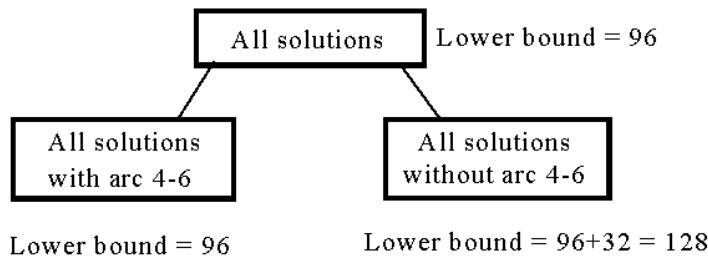 All solutions
Lower bound = 96
All solutions
with arc 4-6
All solutions
without arc 4-6
Lower bound = 96
Lower bound = 96+32 = 128